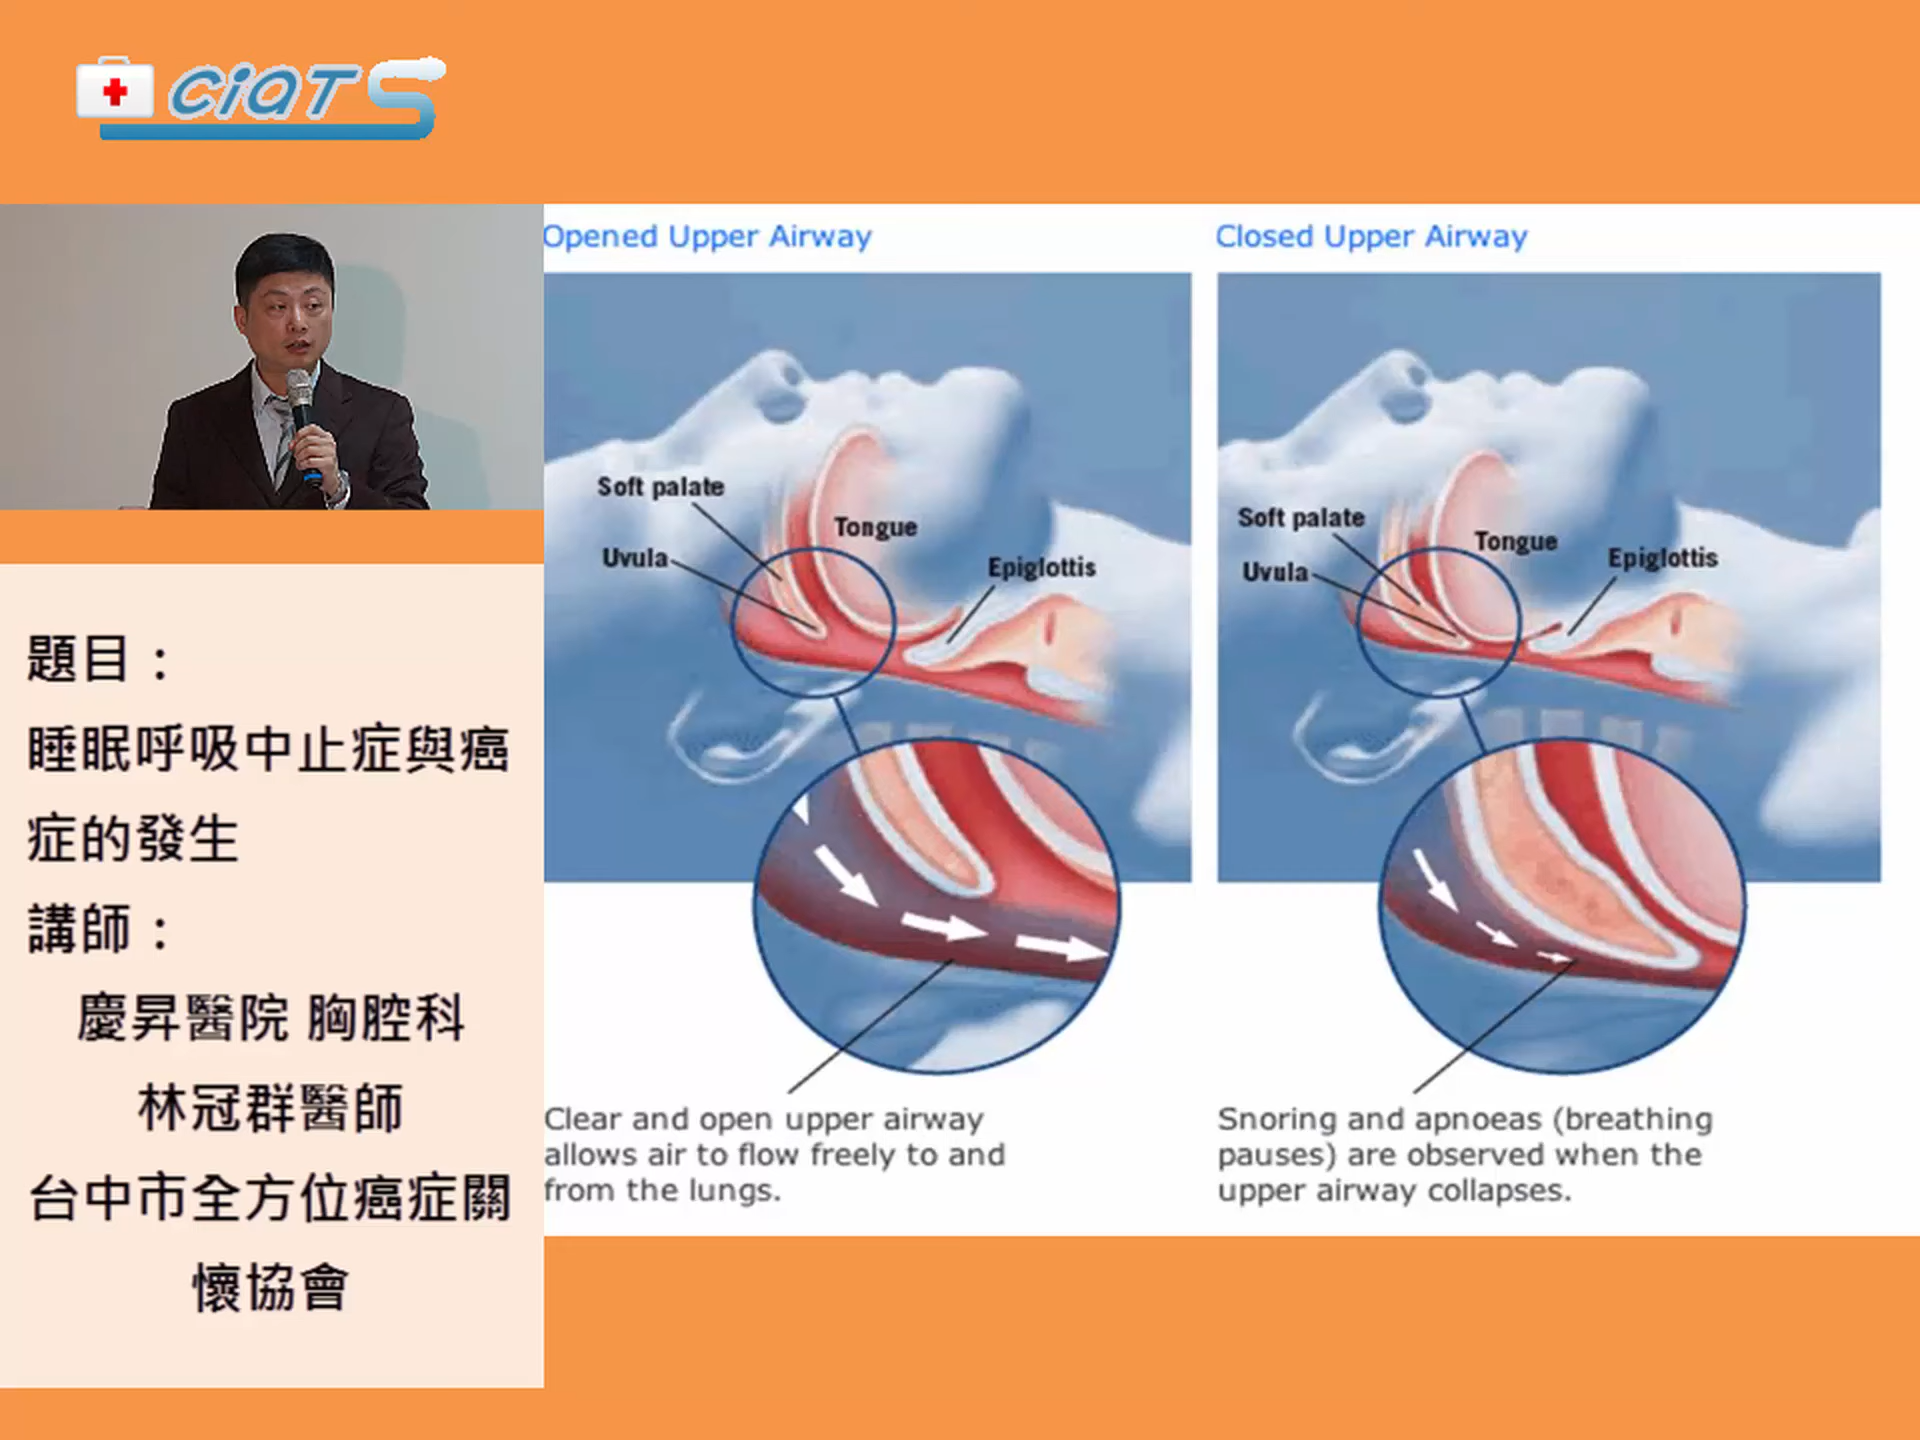 CiQTS
Opened Upper Airway
Closed Upper Airway
Soft palate
Tongue
Uvula
Epiglottis
Soft palate
Tongue
Uvula
Epiglottis
Clear and open upper airway
allows air to flow freely to and
from the lungs.
Snoring and apnoeas (breathing
pauses) are observed when the
upper airway collapses.
題目：
睡眠呼吸中止症與癌
症的發生
講師：
慶昇醫院 胸腔科
林冠群醫師
台中市全方位癌症關
懷協會